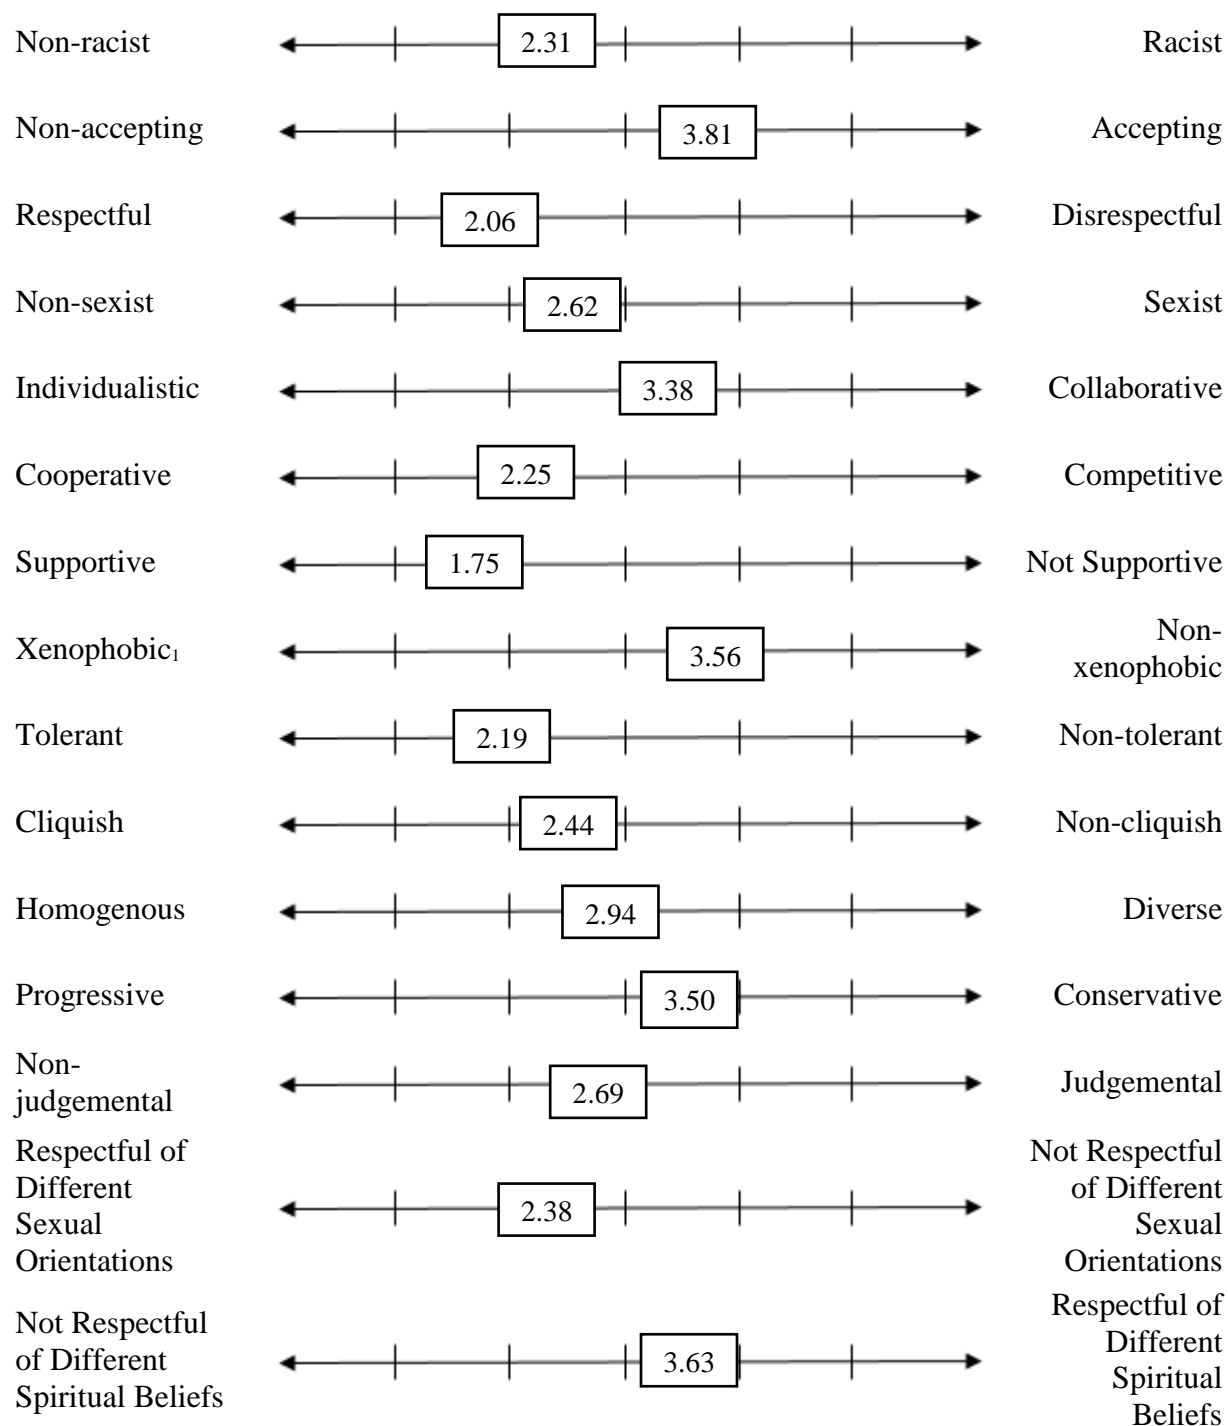 Non-racist 2.31 Racist
Non-accepting 3.81 Accepting
Respectful 2.06 Disrespectful
Non-sexist 2.62 Sexist
Individualistic 3.38 Collaborative
Cooperative 2.25 Competitive
Supportive 1.75 Not Supportive
Xenophobic1 3.56 Non-
xenophobic
Tolerant 2.19 Non-tolerant
Cliquish 2.44 Non-cliquish
Homogenous 2.94 Diverse
Progressive 3.50 Conservative
Non-
judgemental 2.69 Judgemental
Respectful of
Different
Sexual
Orientations
2.38
Not Respectful
of Different
Sexual
Orientations
Not Respectful
of Different
Spiritual Beliefs
3.63
Respectful of
Different
Spiritual
Beliefs